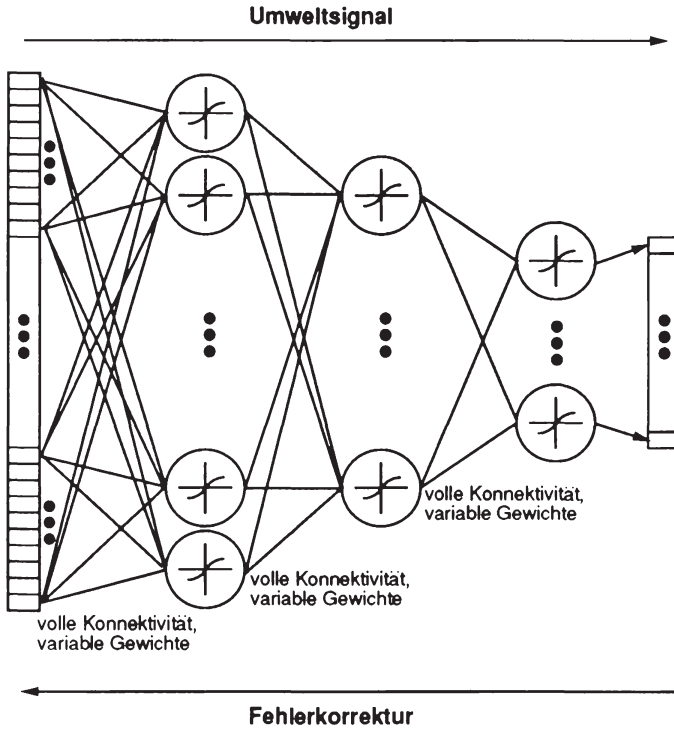 Umweltsignal
volle Konnektivität,
variable Gewichte
volle Konnektivität,
variable Gewichte
volle Konnektivität,
variable Gewichte
Fehlerkorrektur